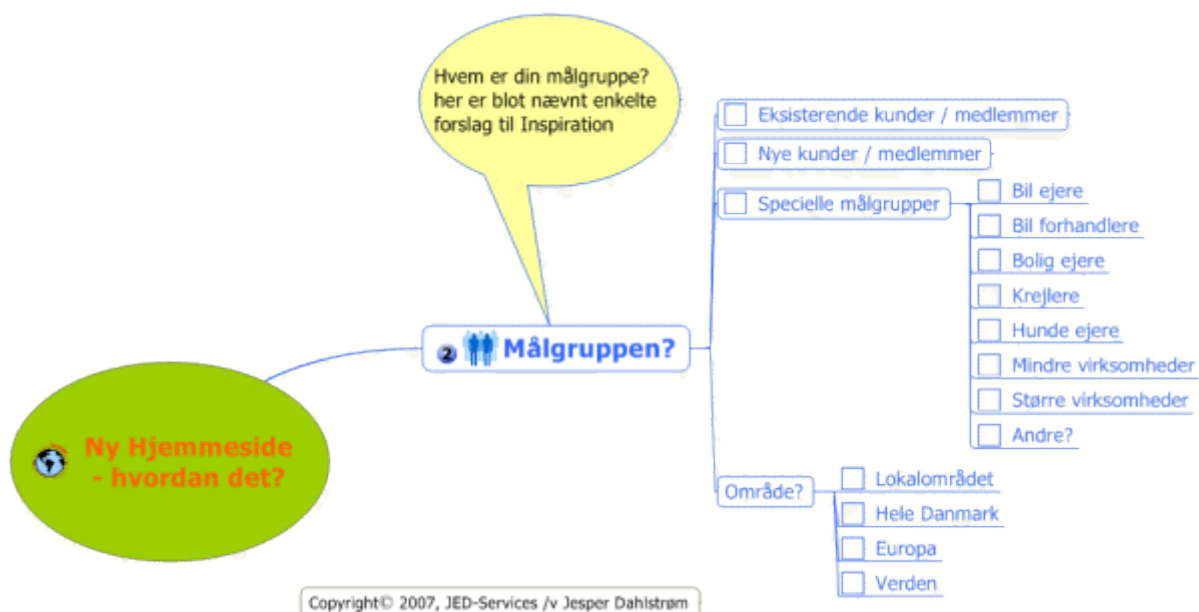 Hvem er din målgruppe?
her er blot nævnt enkelte
forslag til Inspiration
Eksisterende kunder / medlemmer
Nye kunder / medlemmer
Specielle målgrupper
Bil ejere
Bil forhandlere
Bolig ejere
Krejlere
Hunde ejere
Mindre virksomheder
Større virksomheder
Andre?
2 Målgruppen?
Ny Hjemmeside
- hvordan det?
Område?
Lokalområdet
Hele Danmark
Europa
Verden
Copyright© 2007, JED-Services /v Jesper Dahlstrøm